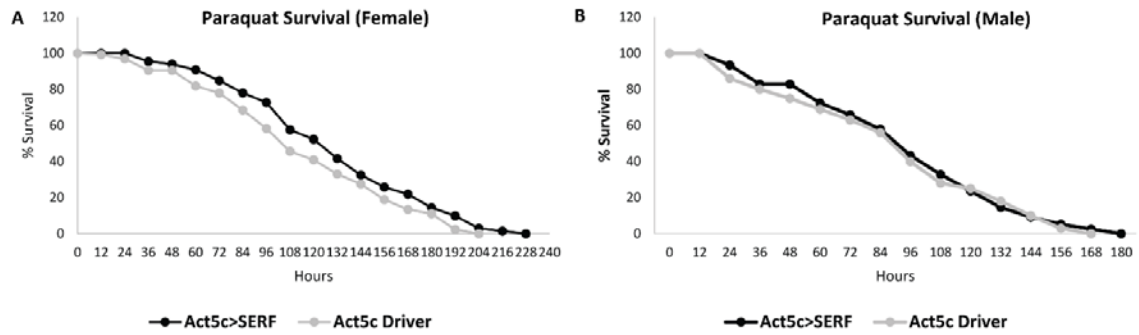 A
Paraquat Survival (Female)
120
100
80
60
40
20
0
% Survival
0 12 24 36 48 60 72 84 96 108 120 132 144 156 168 180 192 204 216 228 240
Hours
Act5c>SERF Act5c Driver
B
Paraquat Survival (Male)
120
100
80
60
40
20
0
% Survival
0 12 24 36 48 60 72 84 96 108 120 132 144 156 168 180
Hours
Act5c>SERF Act5c Driver